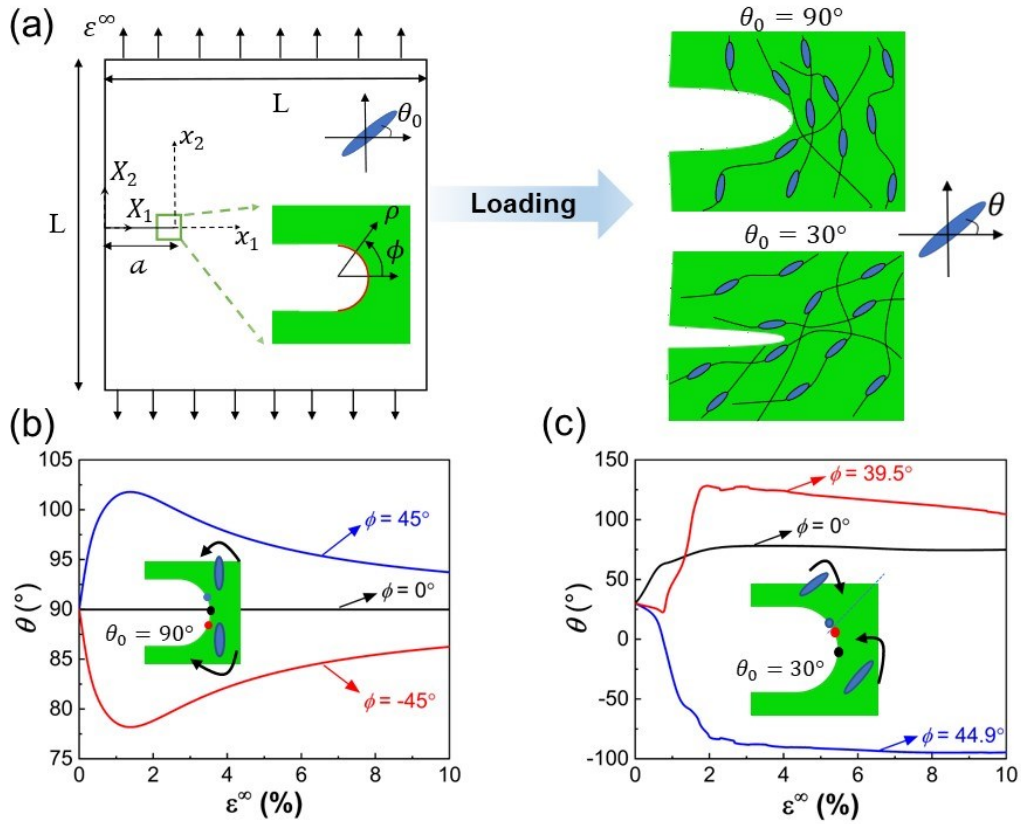 (a)
ε∞
L
θ0
x2
X2
L
X1
x1
a
ρ
ϕ
Loading
θ0 = 90°
θ
θ0 = 30°
(b)
105
100
95
90
85
80
75
θ (°)
ϕ = 45°
ϕ = 0°
θ0 = 90°
ϕ = -45°
0
2
4
6
8
10
ε∞ (%)
(c)
150
100
50
0
-50
-100
θ (°)
ϕ = 39.5°
ϕ = 0°
θ0 = 30°
ϕ = 44.9°
0
2
4
6
8
10
ε∞ (%)